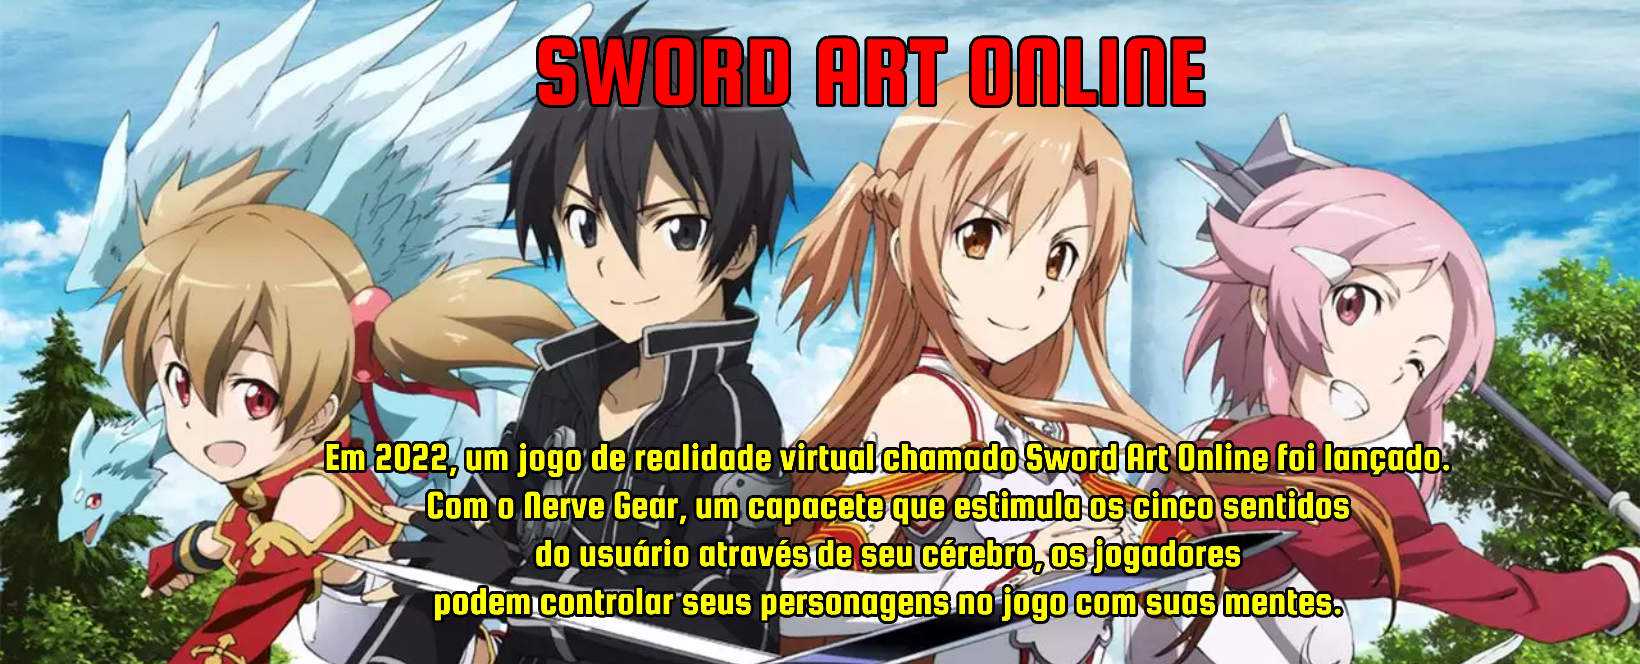 SWORD ART ONLINE
Em 2022, um jogo de realidade virtual chamado Sword Art Online foi lançado.
Com o Nerve Gear, um capacete que estimula os cinco sentidos
do usuário através de seu cérebro, os jogadores
podem controlar seus personagens no jogo com suas mentes.